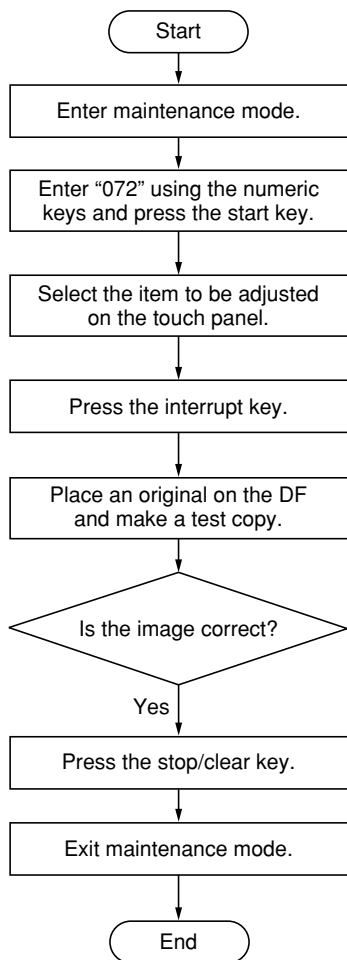 Start
Enter maintenance mode.
Enter “072” using the numeric
keys and press the start key.
Select the item to be adjusted
on the touch panel.
Press the interrupt key.
Place an original on the DF
and make a test copy.
Is the image correct?
Yes
Press the stop/clear key.
Exit maintenance mode.
End